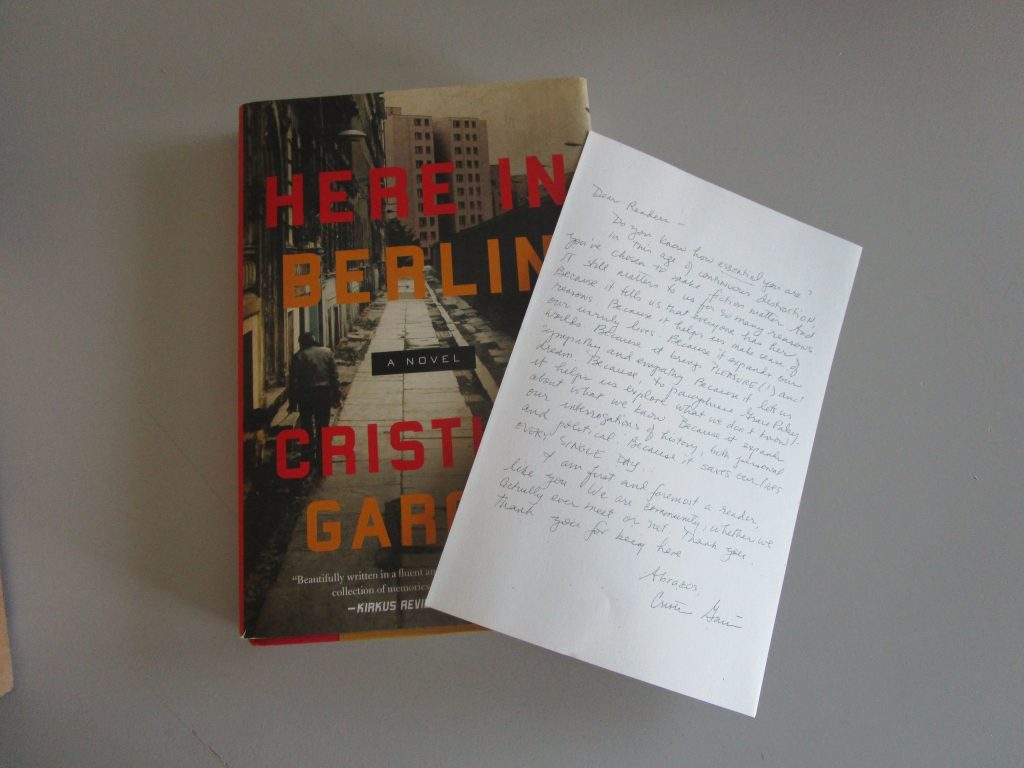 HERE IN
BERLIN
A NOVEL
CRISTI
GAR
"Beautifully written in a fluent an
collection of memories
—KIRKUS REVI
Dear Readers –
Do you know how essential you are?
In this age of continuous distraction,
you've chosen to make fiction matter. And
IT still matters to us for so many reasons.
Because it tells us that everyone has her
reasons. Because it helps us make sense of
our unruly lives. Because it expands our
worlds. Because it brings PLEASURE(!) and
sympathy and empathy. Because it lets us
dream. Because, to paraphrase Grace Paley,
it helps us explore what we don't know
about what we know. Because it expands
our interrogations of history, both personal
and political. Because it saves our lives
EVERY SINGLE DAY.
I am first and foremost a reader,
like you. We are community, whether we
actually ever meet or not. Thank you.
Thank you for being here.
Abrazos,